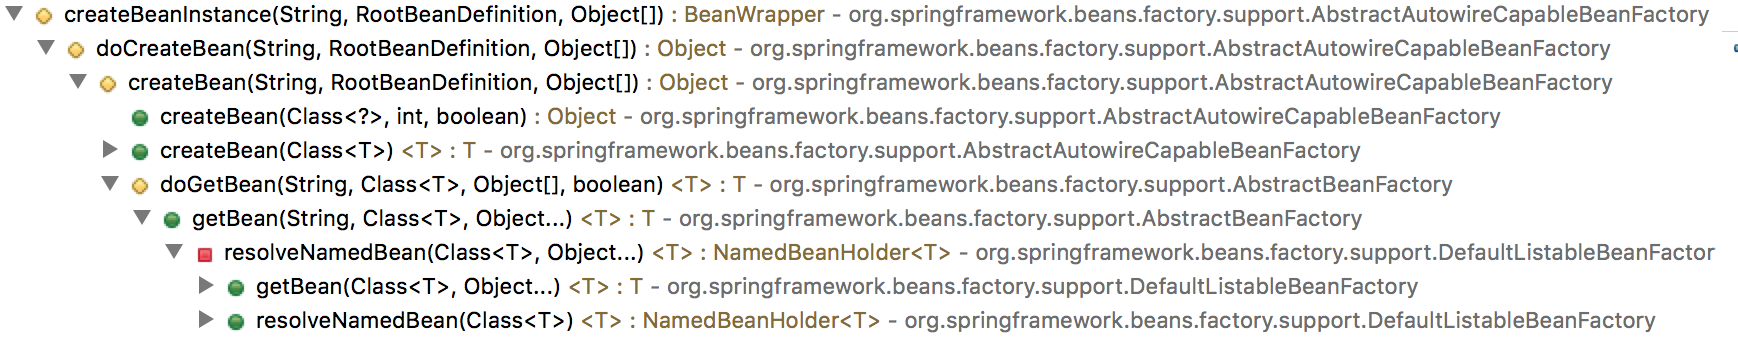 createBeanInstance(String, RootBeanDefinition, Object[]) : BeanWrapper - org.springframework.beans.factory.support.AbstractAutowireCapableBeanFactory
doCreateBean(String, RootBeanDefinition, Object[]) : Object - org.springframework.beans.factory.support.AbstractAutowireCapableBeanFactory
createBean(String, RootBeanDefinition, Object[]) : Object - org.springframework.beans.factory.support.AbstractAutowireCapableBeanFactory
createBean(Class<?>, int, boolean) : Object - org.springframework.beans.factory.support.AbstractAutowireCapableBeanFactory
createBean(Class<T>) <T> : T - org.springframework.beans.factory.support.AbstractAutowireCapableBeanFactory
doGetBean(String, Class<T>, Object[], boolean) <T> : T - org.springframework.beans.factory.support.AbstractBeanFactory
getBean(String, Class<T>, Object...) <T> : T - org.springframework.beans.factory.support.AbstractBeanFactory
resolveNamedBean(Class<T>, Object...) <T> : NamedBeanHolder<T> - org.springframework.beans.factory.support.DefaultListableBeanFactor
getBean(Class<T>, Object...) <T> : T - org.springframework.beans.factory.support.DefaultListableBeanFactory
resolveNamedBean(Class<T>) <T> : NamedBeanHolder<T> - org.springframework.beans.factory.support.DefaultListableBeanFactory